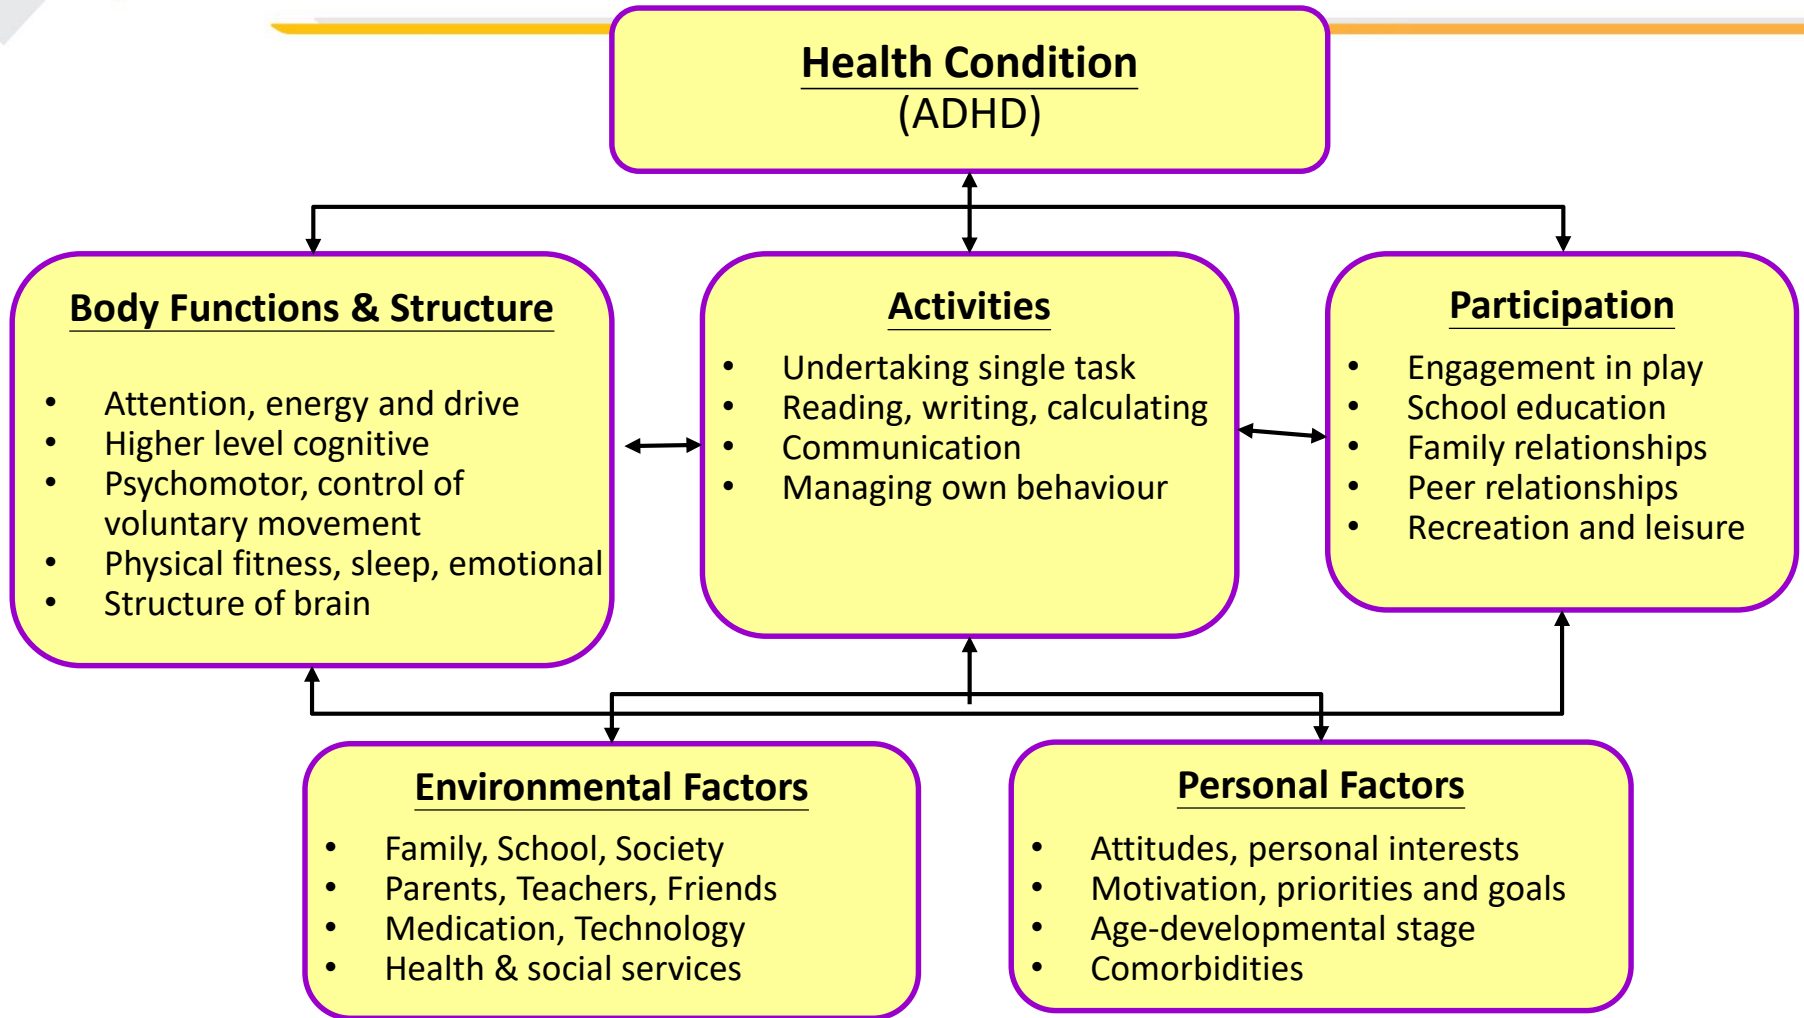 Health Condition
(ADHD)
Body Functions & Structure
• Attention, energy and drive
• Higher level cognitive
• Psychomotor, control of
voluntary movement
• Physical fitness, sleep, emotional
• Structure of brain
Activities
• Undertaking single task
• Reading, writing, calculating
• Communication
• Managing own behaviour
Participation
• Engagement in play
• School education
• Family relationships
• Peer relationships
• Recreation and leisure
Environmental Factors
• Family, School, Society
• Parents, Teachers, Friends
• Medication, Technology
• Health & social services
Personal Factors
• Attitudes, personal interests
• Motivation, priorities and goals
• Age-developmental stage
• Comorbidities